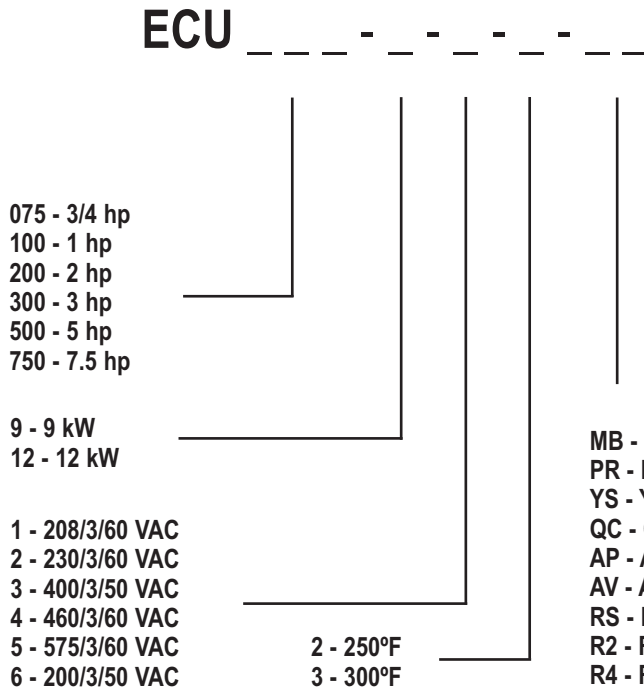 ECU _ _ _ - _ - _ - _ - _ _
075 - 3/4 hp
100 - 1 hp
200 - 2 hp
300 - 3 hp
500 - 5 hp
750 - 7.5 hp
9 - 9 kW
12 - 12 kW
1 - 208/3/60 VAC
2 - 230/3/60 VAC
3 - 400/3/50 VAC
4 - 460/3/60 VAC
5 - 575/3/60 VAC
6 - 200/3/50 VAC
2 - 250ºF
3 - 300ºF
MB -
PR -
YS -
QC -
AP -
AV -
RS -
R2 -
R4 -